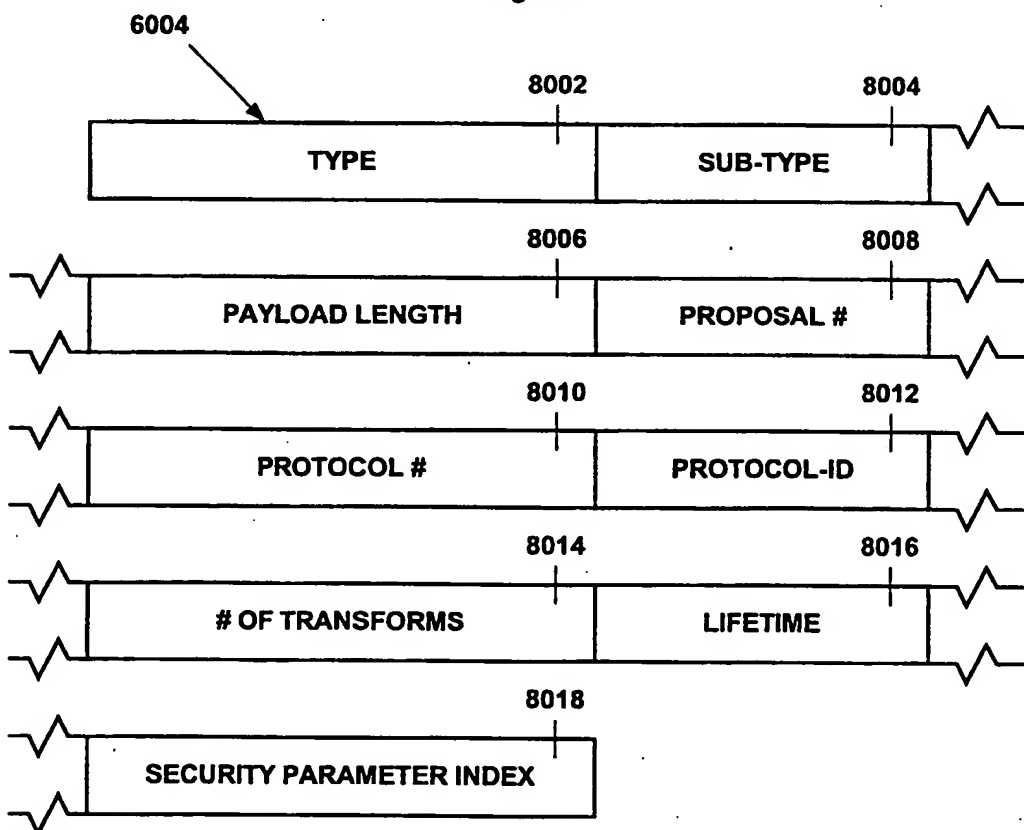 6004
8002 8004
TYPE SUB-TYPE
8006 8008
PAYLOAD LENGTH PROPOSAL #
8010 8012
PROTOCOL # PROTOCOL-ID
8014 8016
# OF TRANSFORMS LIFETIME
8018
SECURITY PARAMETER INDEX